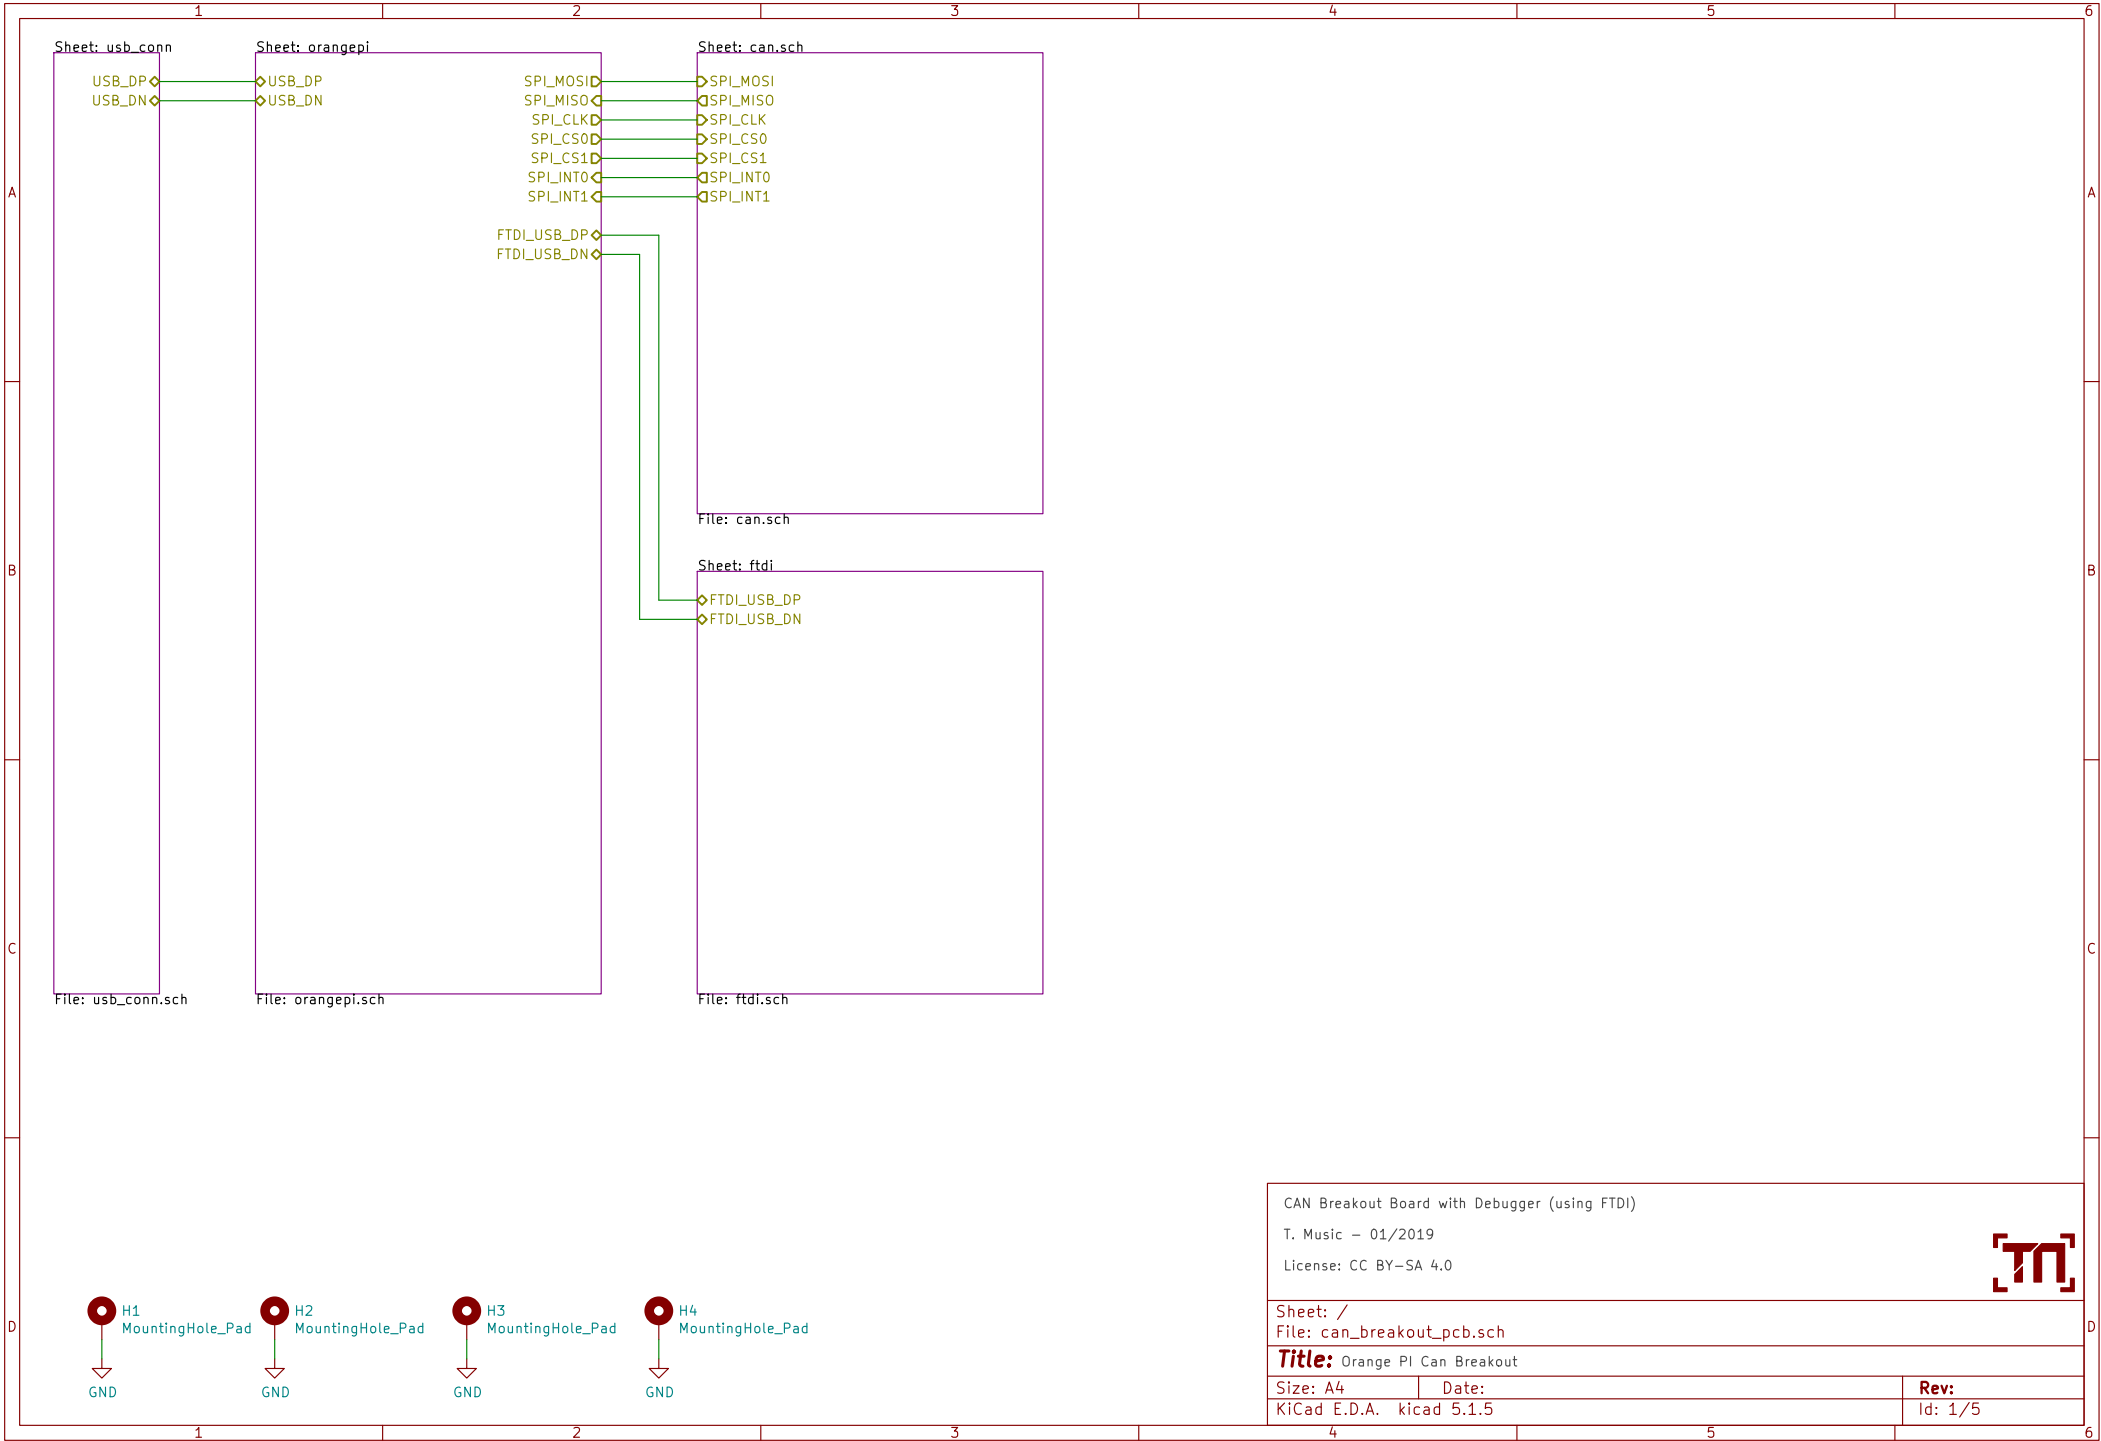 1 2 3 4 5 6
Sheet: usb_conn
USB_DP
USB_DN
File: usb_conn.sch
Sheet: orangepi
USB_DP
USB_DN
SPI_MOSI
SPI_MISO
SPI_CLK
SPI_CS0
SPI_CS1
SPI_INT0
SPI_INT1
FTDI_USB_DP
FTDI_USB_DN
File: orangepi.sch
Sheet: can.sch
SPI_MOSI
SPI_MISO
SPI_CLK
SPI_CS0
SPI_CS1
SPI_INT0
SPI_INT1
File: can.sch
Sheet: ftdi
FTDI_USB_DP
FTDI_USB_DN
File: ftdi.sch
A A
B B
C C
D D
H1
MountingHole_Pad
GND
H2
MountingHole_Pad
GND
H3
MountingHole_Pad
GND
H4
MountingHole_Pad
GND
CAN Breakout Board with Debugger (using FTDI)
T. Music - 01/2019
License: CC BY-SA 4.0
Sheet: /
File: can_breakout_pcb.sch
Title: Orange PI Can Breakout
Size: A4 Date: Rev:
KiCad E.D.A. kicad 5.1.5 Id: 1/5
1 2 3 4 5 6